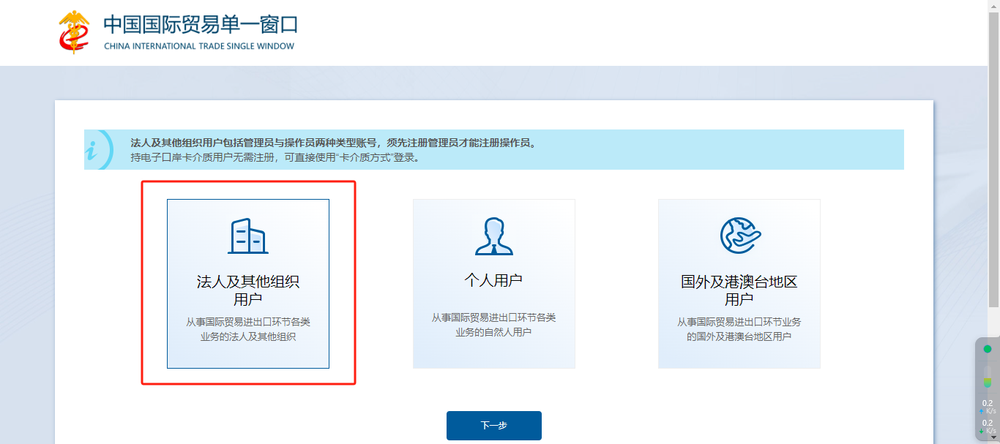 中国国际贸易单一窗口
CHINA INTERNATIONAL TRADE SINGLE WINDOW
法人及其他组织用户包括管理员与操作员两种类型账号，须先注册管理员才能注册操作员。
持电子口岸卡介质用户无需注册，可直接使用“卡介质方式”登录。
法人及其他组织
用户
从事国际贸易进出口环节各类
业务的法人及其他组织
个人用户
从事国际贸易进出口环节各类
业务的自然人用户
国外及港澳台地区
用户
从事国际贸易进出口环节业务
的国外及港澳台地区用户
下一步
0.2
K/s
0.2
K/s